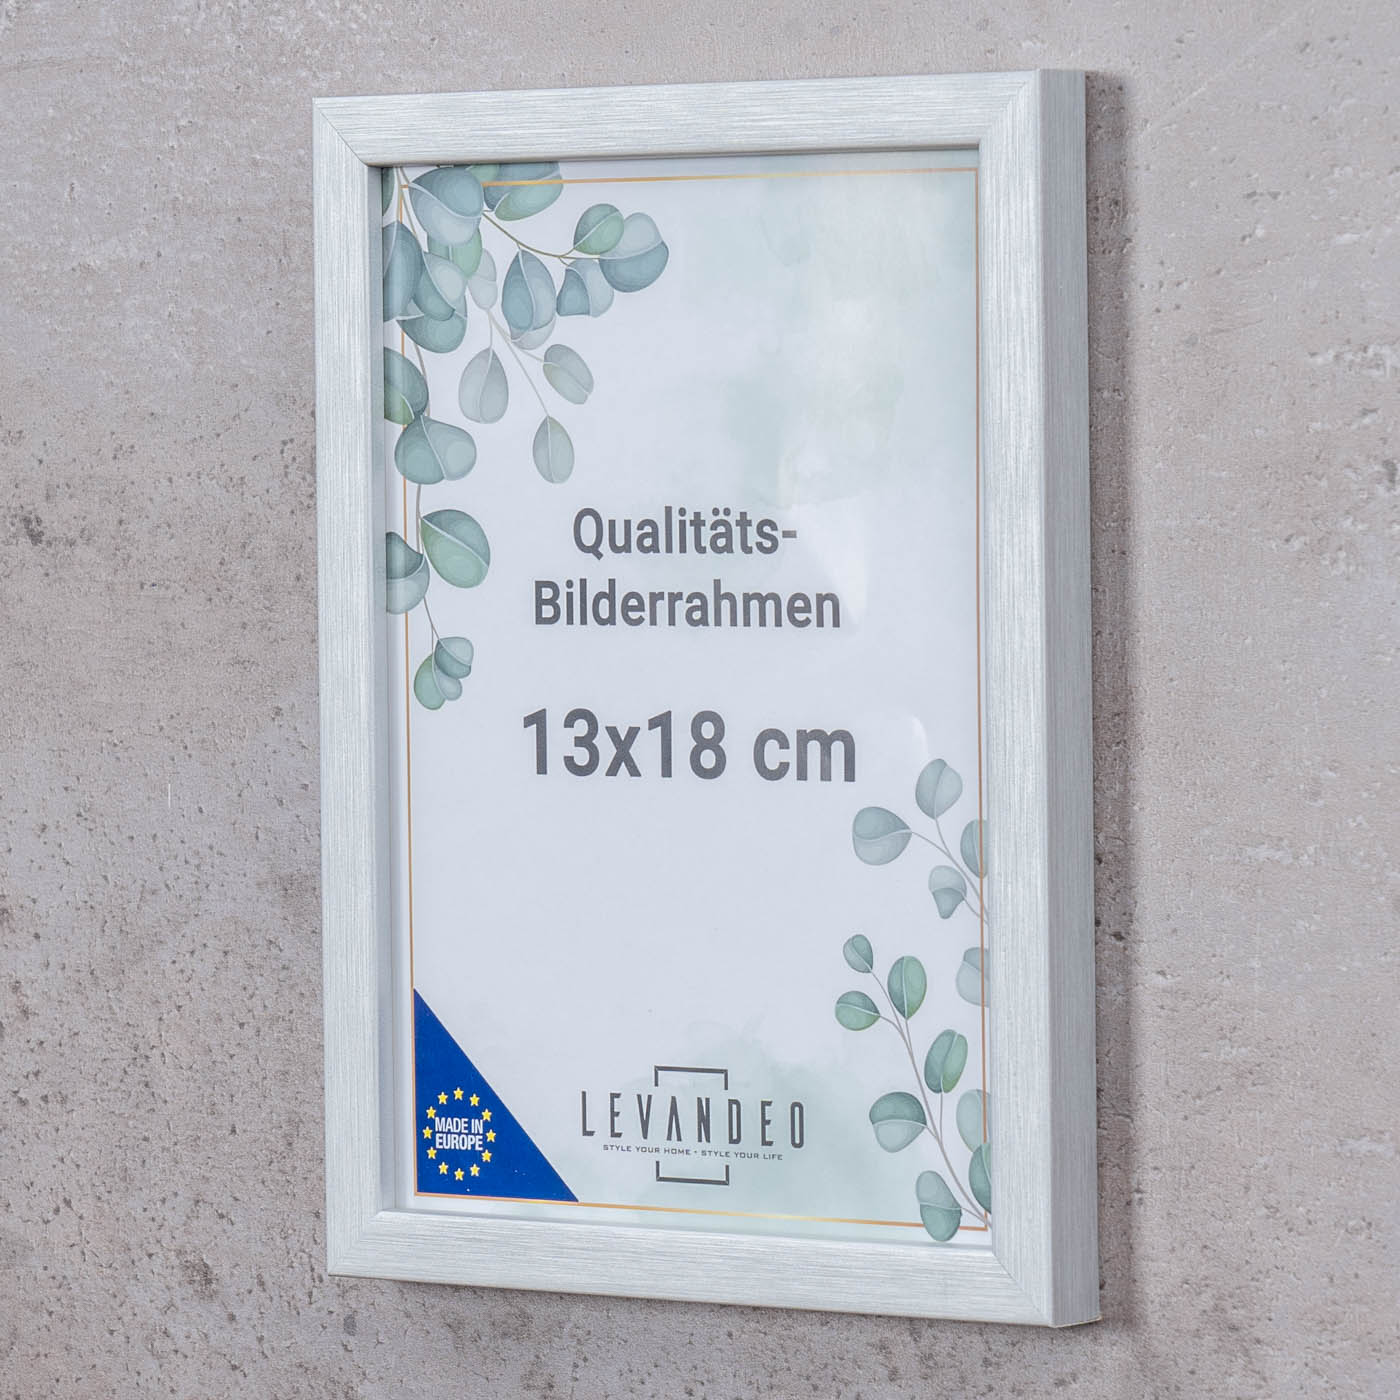 Qualitäts-
Bilderrahmen
13x18 cm
MADE IN
EUROPE
LEVANDEO
STYLE YOUR HOME • STYLE YOUR LIFE